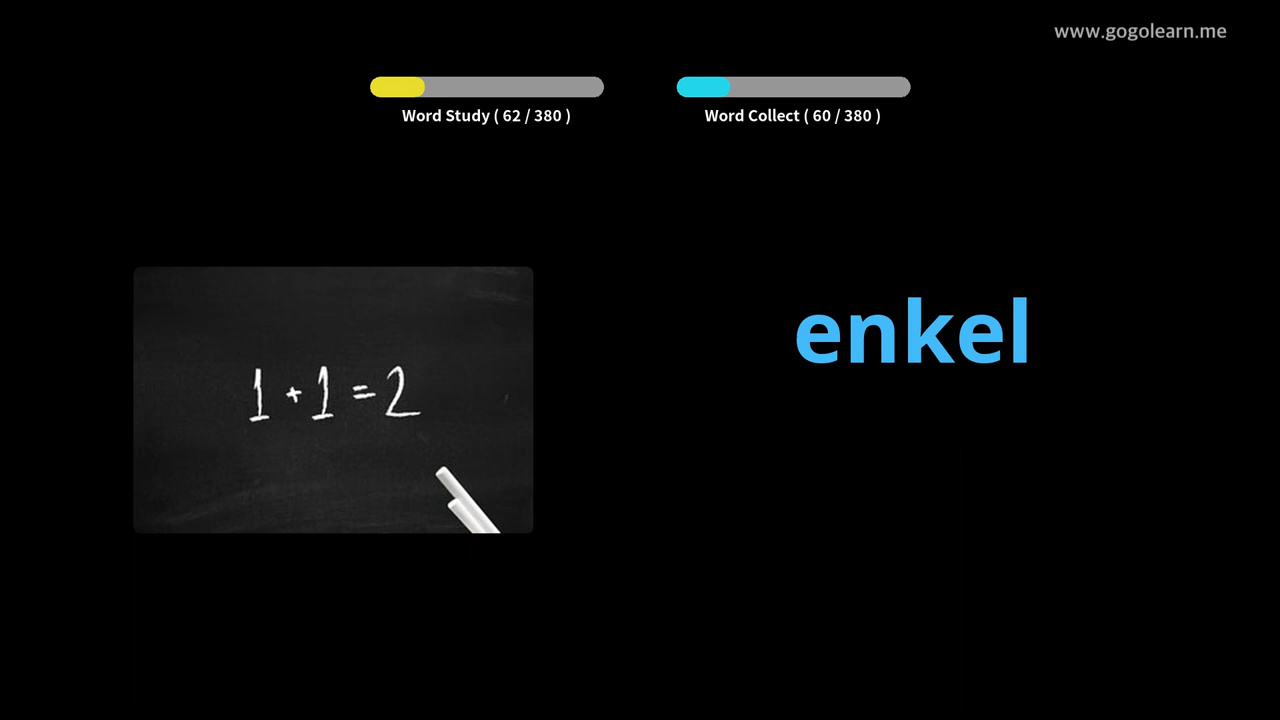 www.gogolearn.me
Word Study ( 62 / 380 )
Word Collect ( 60 / 380 )
enkel
1 + 1 = 2